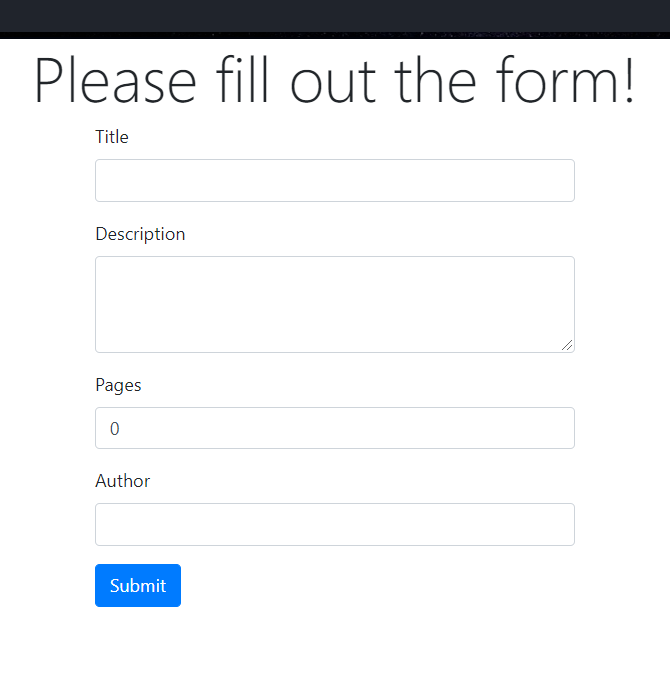 Please fill out the form!
Title
Description
Pages
0
Author
Submit